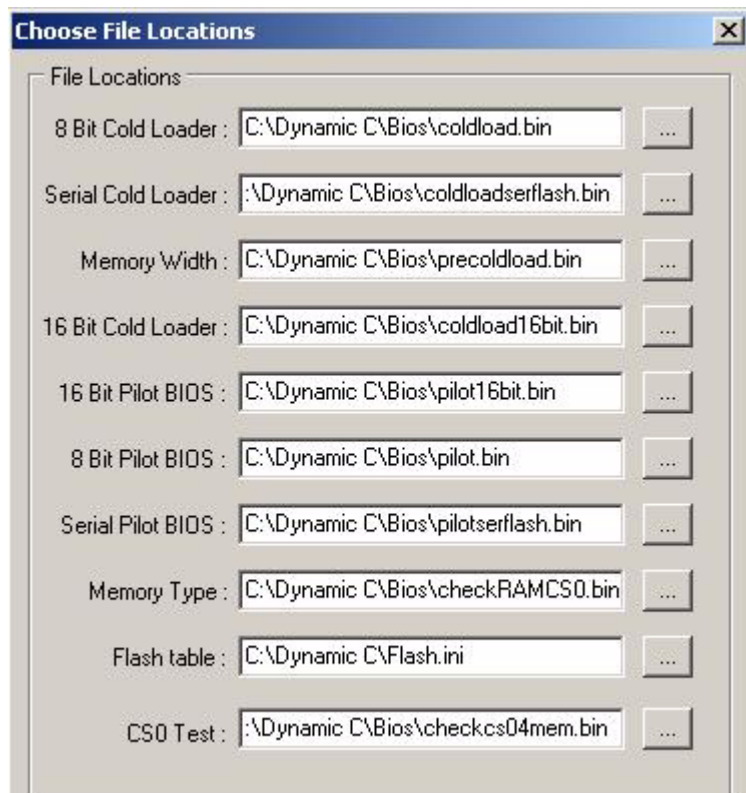 Choose File Locations
File Locations
8 Bit Cold Loader : C:\Dynamic C\Bios\coldload.bin ...
Serial Cold Loader : :\Dynamic C\Bios\coldloadserflash.bin ...
Memory Width : C:\Dynamic C\Bios\precoldload.bin ...
16 Bit Cold Loader : C:\Dynamic C\Bios\coldload16bit.bin ...
16 Bit Pilot BIOS : C:\Dynamic C\Bios\pilot16bit.bin ...
8 Bit Pilot BIOS : C:\Dynamic C\Bios\pilot.bin ...
Serial Pilot BIOS : C:\Dynamic C\Bios\pilotserflash.bin ...
Memory Type : C:\Dynamic C\Bios\checkRAMCS0.bin ...
Flash table : C:\Dynamic C\Flash.ini ...
CS0 Test : :\Dynamic C\Bios\checkcs04mem.bin ...